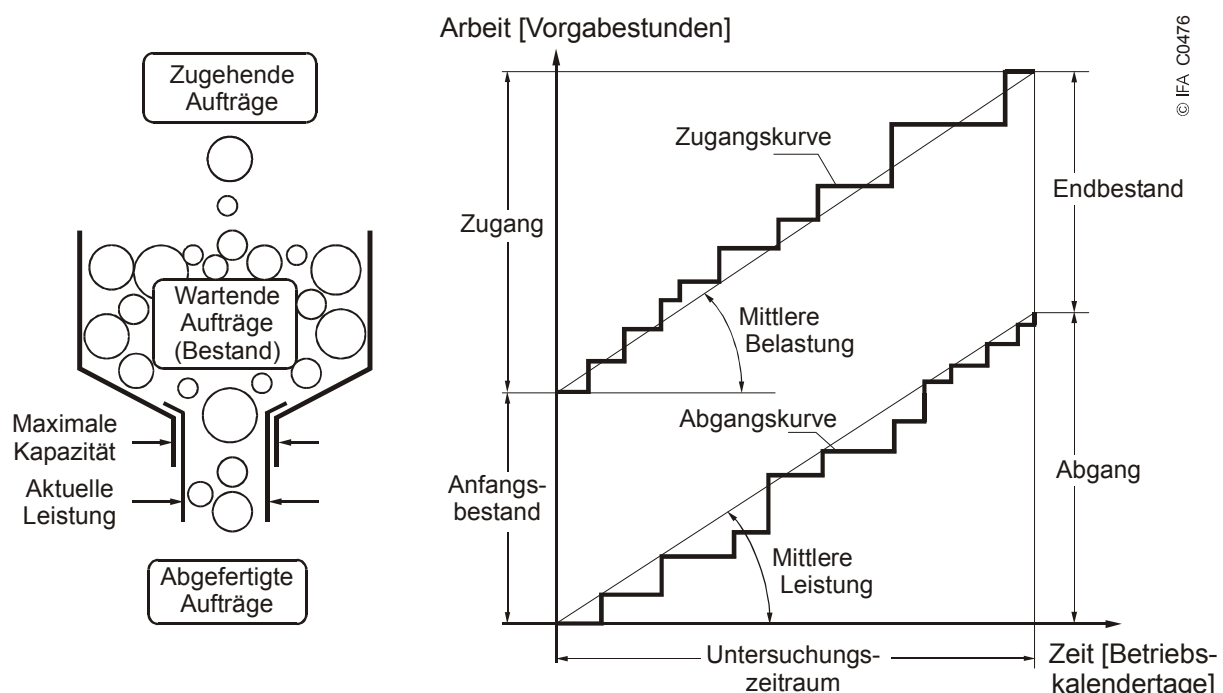 Zugehende
Aufträge
Wartende
Aufträge
(Bestand)
Maximale
Kapazität
Aktuelle
Leistung
Abgefertigte
Aufträge
Arbeit [Vorgabestunden]
© IFA C0476
Zugangskurve
Zugang
Endbestand
Mittlere
Belastung
Abgangskurve
Anfangs-
bestand
Abgang
Mittlere
Leistung
Untersuchungs-
zeitraum
Zeit [Betriebs-
kalendertage]